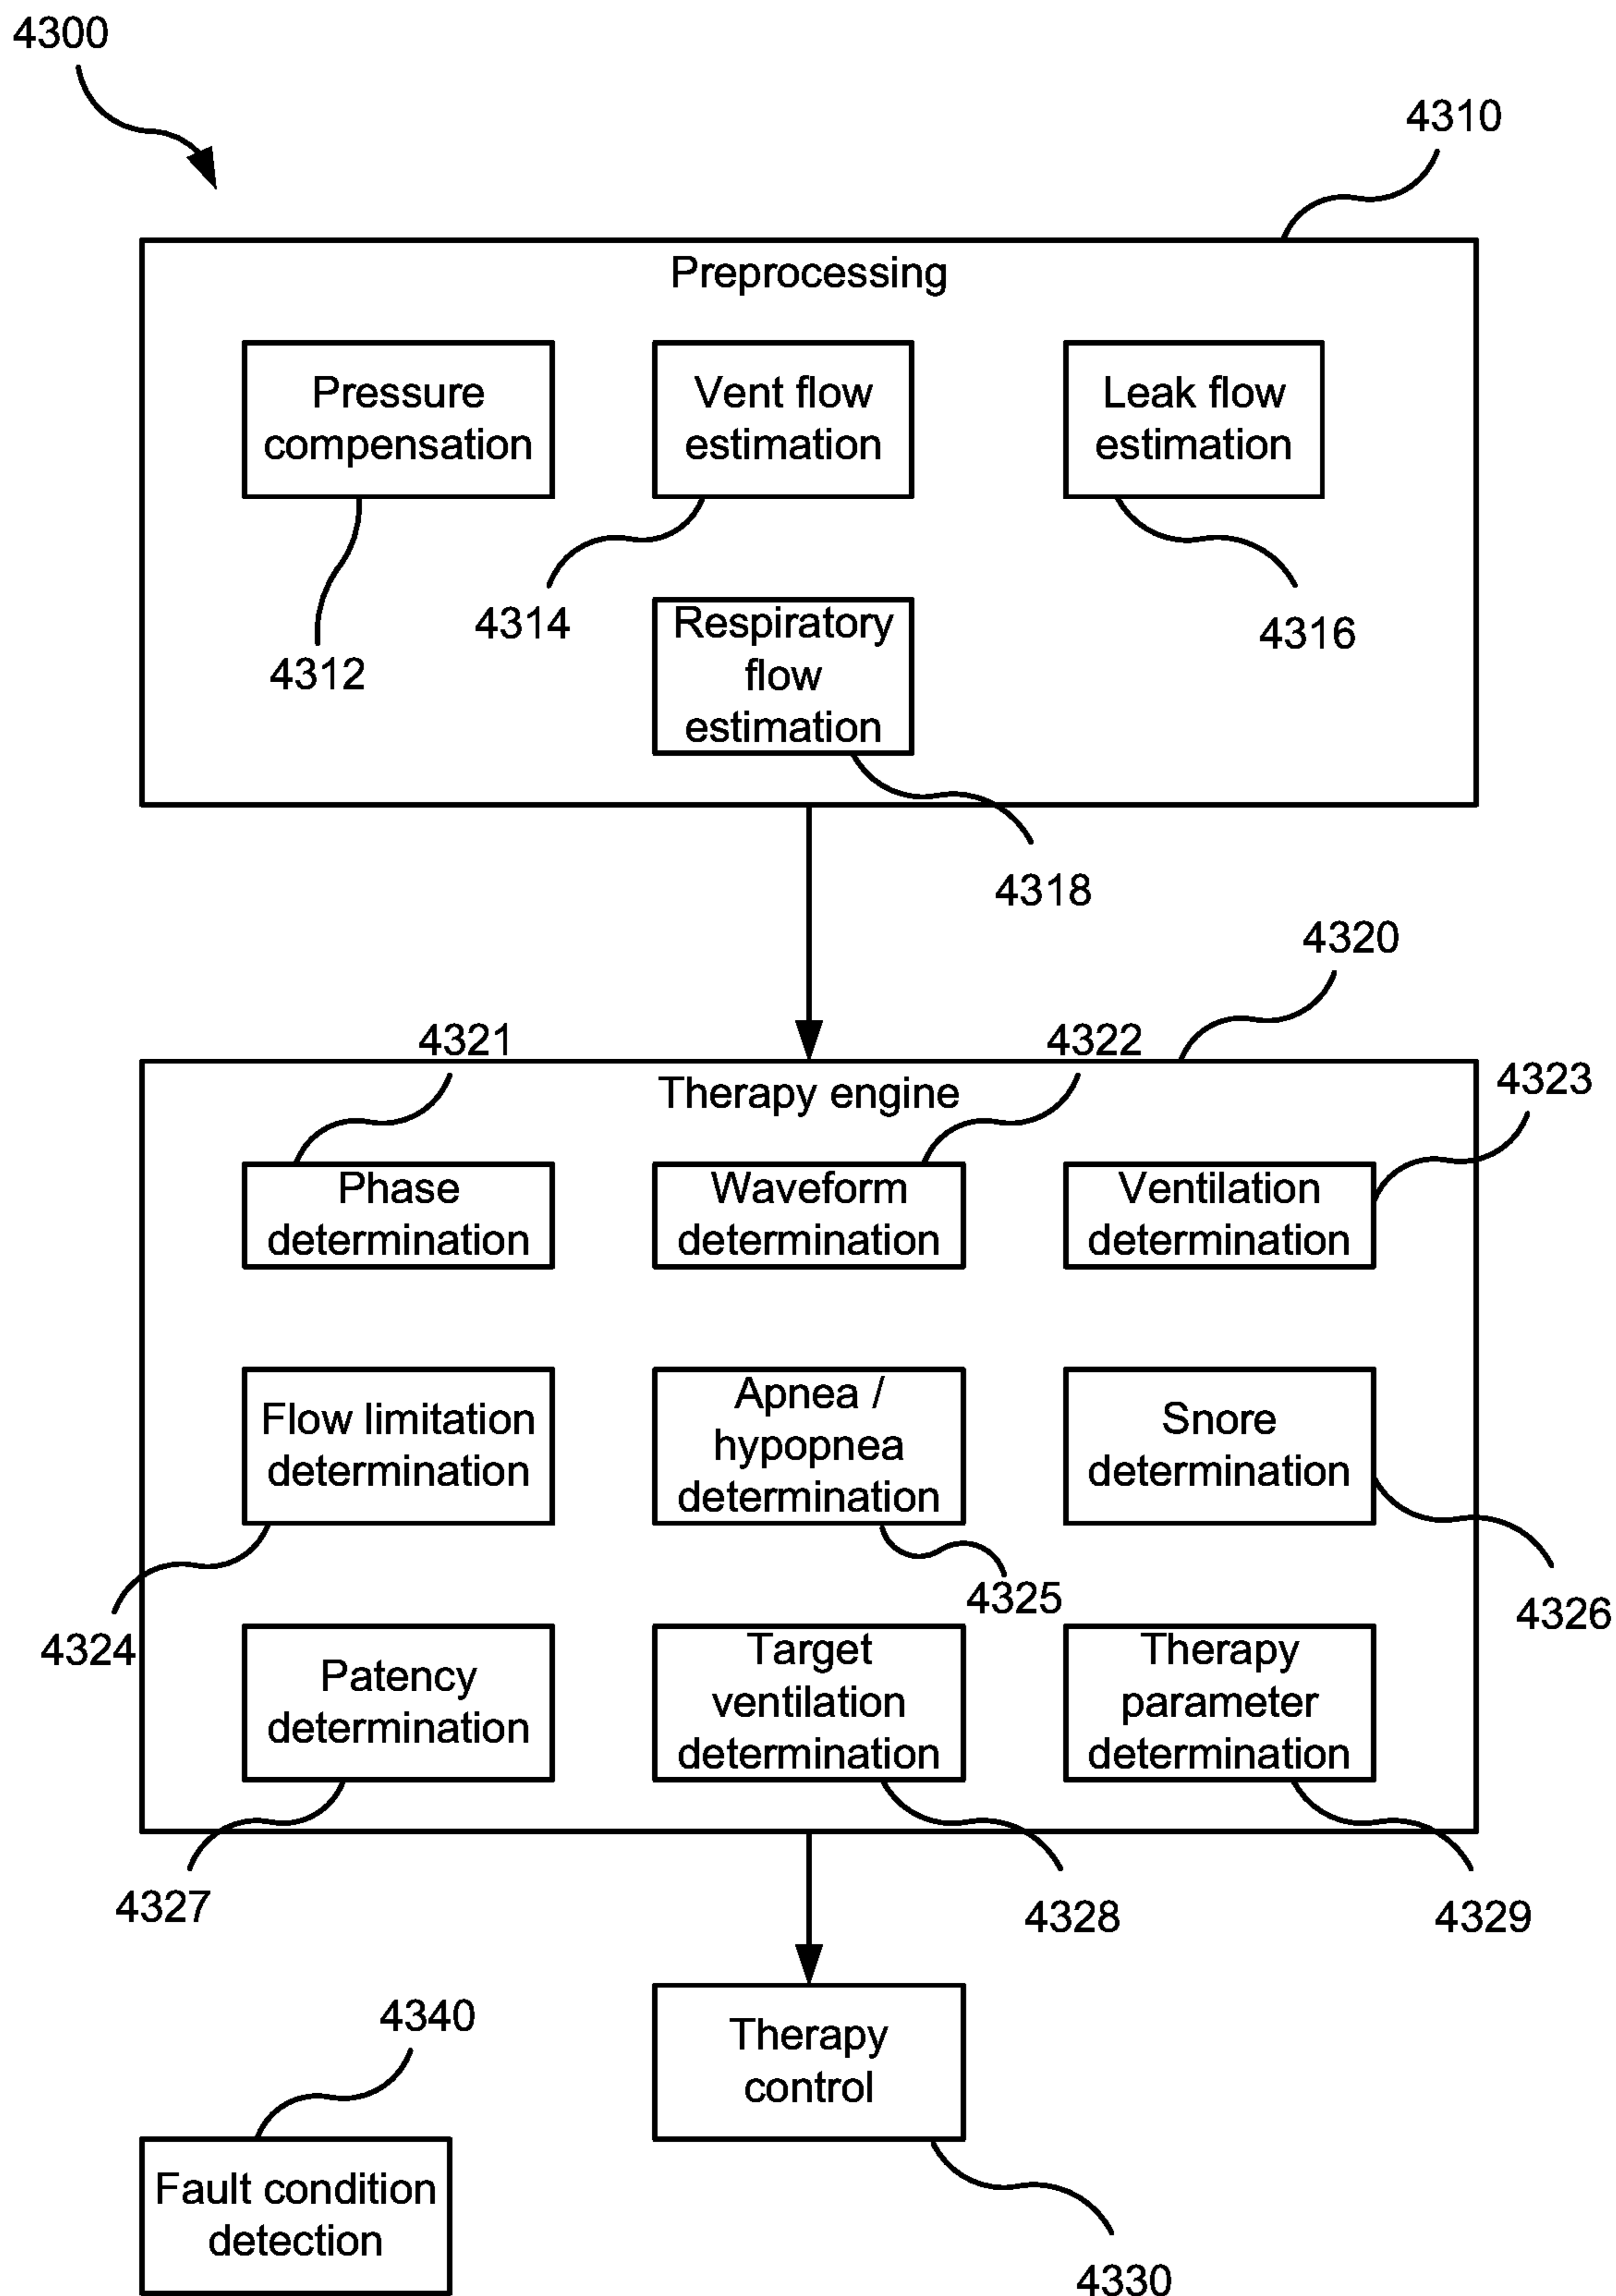 4300
4310
Preprocessing
Pressure
compensation
Vent flow
estimation
Leak flow
estimation
4312
4314
4316
Respiratory
flow
estimation
4318
4320
4321
4322
4323
Therapy engine
Phase
determination
Waveform
determination
Ventilation
determination
Flow limitation
determination
Apnea /
hypopnea
determination
Snore
determination
4324
4325
4326
Patency
determination
Target
ventilation
determination
Therapy
parameter
determination
4327
4328
4329
4340
Therapy
control
Fault condition
detection
4330